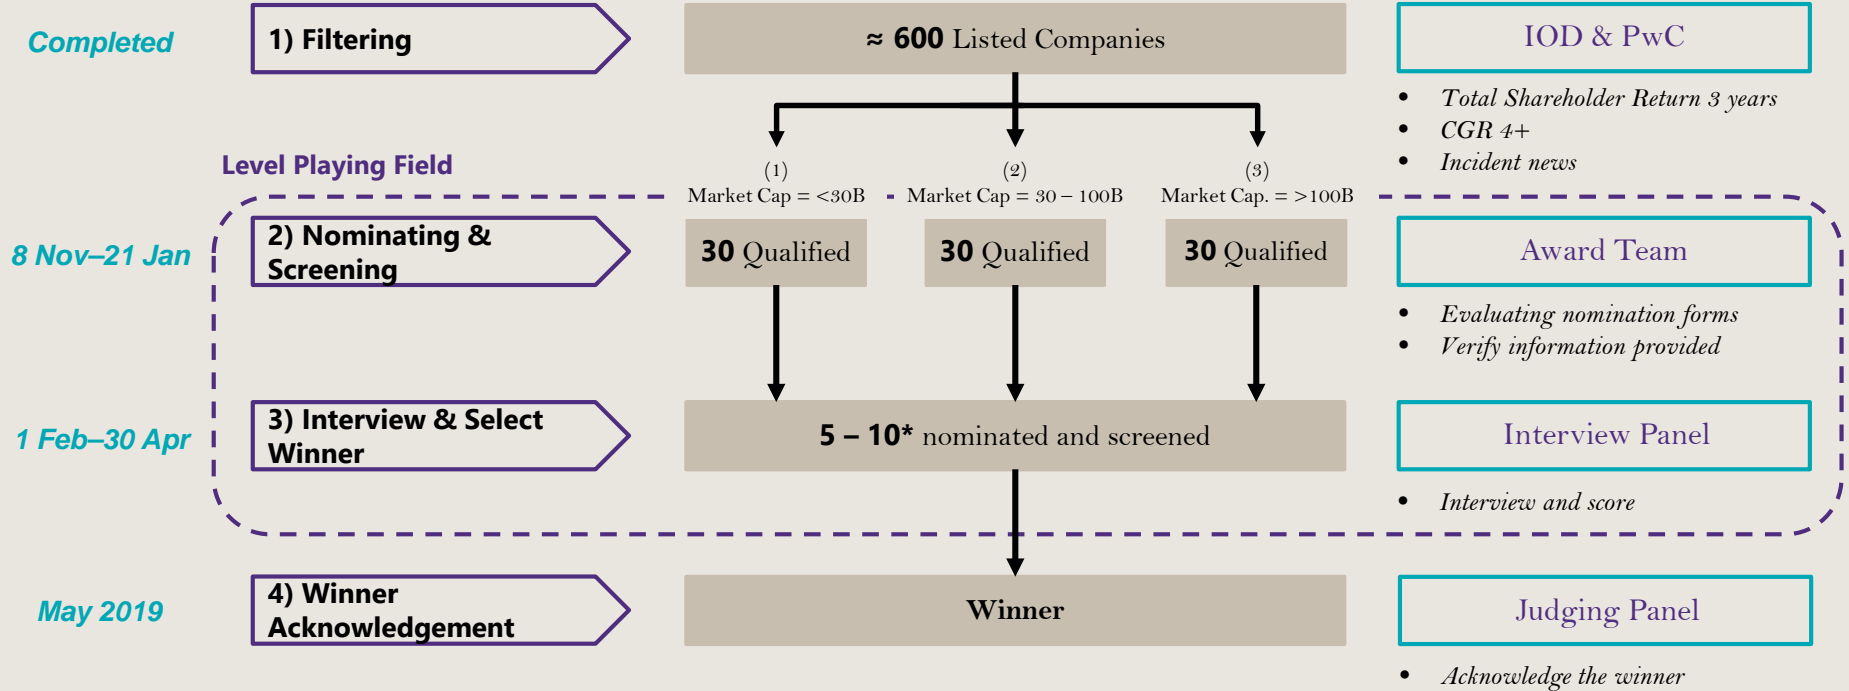 Completed
1) Filtering
≈ 600 Listed Companies
IOD & PwC
• Total Shareholder Return 3 years
• CGR 4+
• Incident news
Level Playing Field
(1)
Market Cap = <30B
(2)
Market Cap = 30 – 100B
(3)
Market Cap. = >100B
8 Nov–21 Jan
2) Nominating &
Screening
30 Qualified
30 Qualified
30 Qualified
Award Team
• Evaluating nomination forms
• Verify information provided
1 Feb–30 Apr
3) Interview & Select
Winner
5 – 10* nominated and screened
Interview Panel
• Interview and score
May 2019
4) Winner
Acknowledgement
Winner
Judging Panel
• Acknowledge the winner